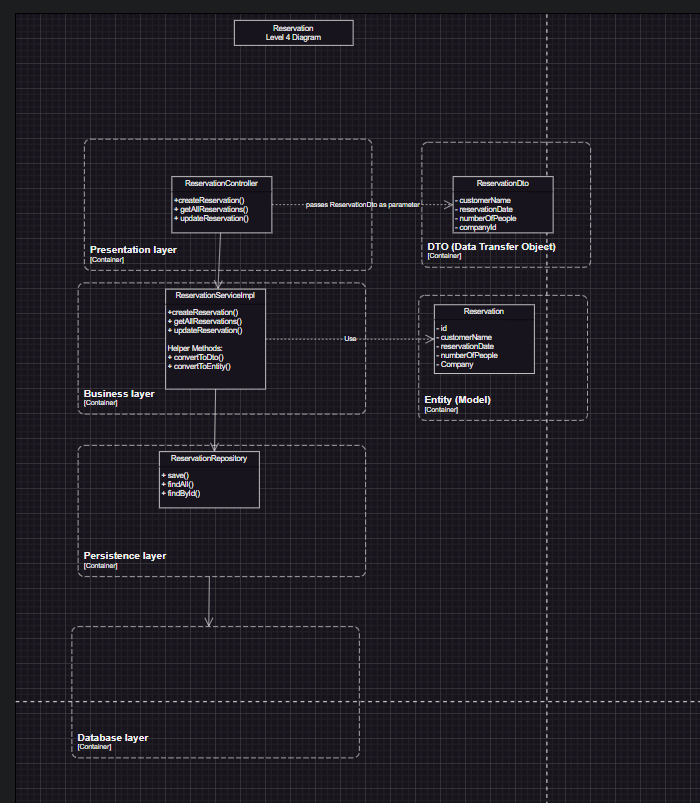 Reservation
Level 4 Diagram
ReservationController
+createReservation()
+ getAllReservations()
+ updateReservation()
Presentation layer
[Container]
passes ReservationDto as parameter
ReservationDto
- customerName
- reservationDate
- numberOfPeople
- companyId
DTO (Data Transfer Object)
[Container]
ReservationServiceImpl
+createReservation()
+ getAllReservations()
+ updateReservation()
Helper Methods:
+ convertToDto()
+ convertToEntity()
Business layer
[Container]
Use
Reservation
- id
- customerName
- reservationDate
- numberOfPeople
- Company
Entity (Model)
[Container]
ReservationRepository
+ save()
+ findAll()
+ findById()
Persistence layer
[Container]
Database layer
[Container]